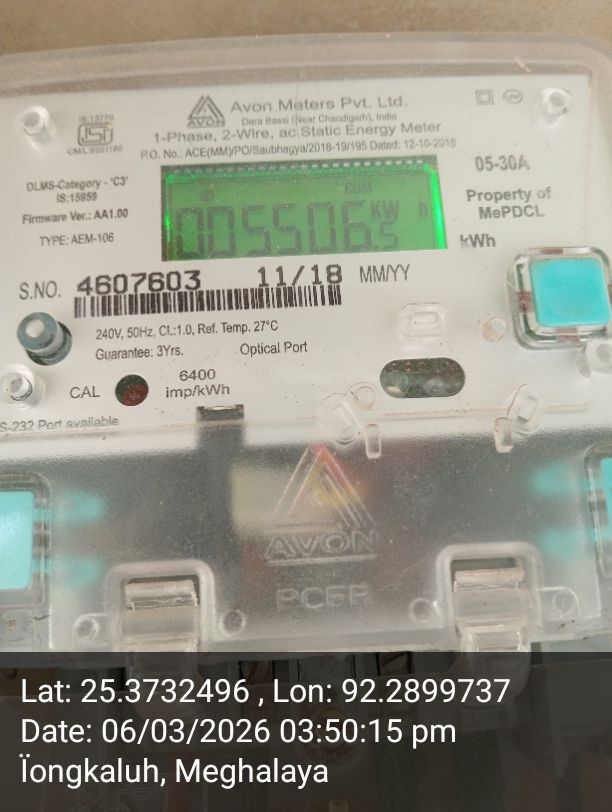 IS:13779
ISI
CM/L:0261160
AVON
Avon Meters Pvt. Ltd.
Dera Bassi (Near Chandigarh), India
1-Phase, 2-Wire, ac Static Energy Meter
P.O. No.: ACE(MM)/PO/Saubhagya/2018-19/195 Dated: 12-10-2018
DLMS-Category - 'C3'
IS:15959
Firmware Ver.: AA1.00
TYPE: AEM-106
CUM
005506.5 KW h
05-30A
Property of
MePDCL
kWh
S.NO. 4607603 11/18 MM/YY
240V, 50Hz, CL:1.0, Ref. Temp. 27°C
Guarantee: 3Yrs. Optical Port
CAL 6400
imp/kWh
S-232 Port available
AVON
Lat: 25.3732496 , Lon: 92.2899737
Date: 06/03/2026 03:50:15 pm
Ïongkaluh, Meghalaya